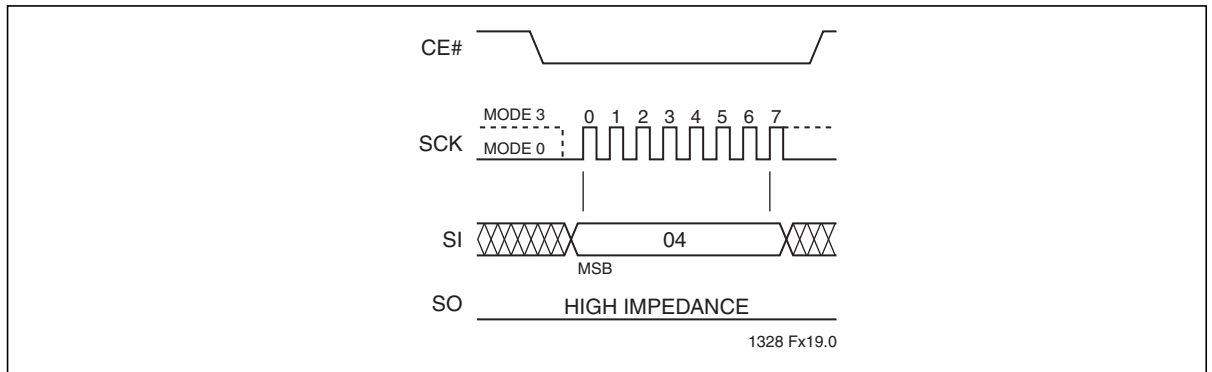 CE#
MODE 3
0 1 2 3 4 5 6 7
SCK
MODE 0
SI
04
MSB
SO
HIGH IMPEDANCE
1328 Fx19.0